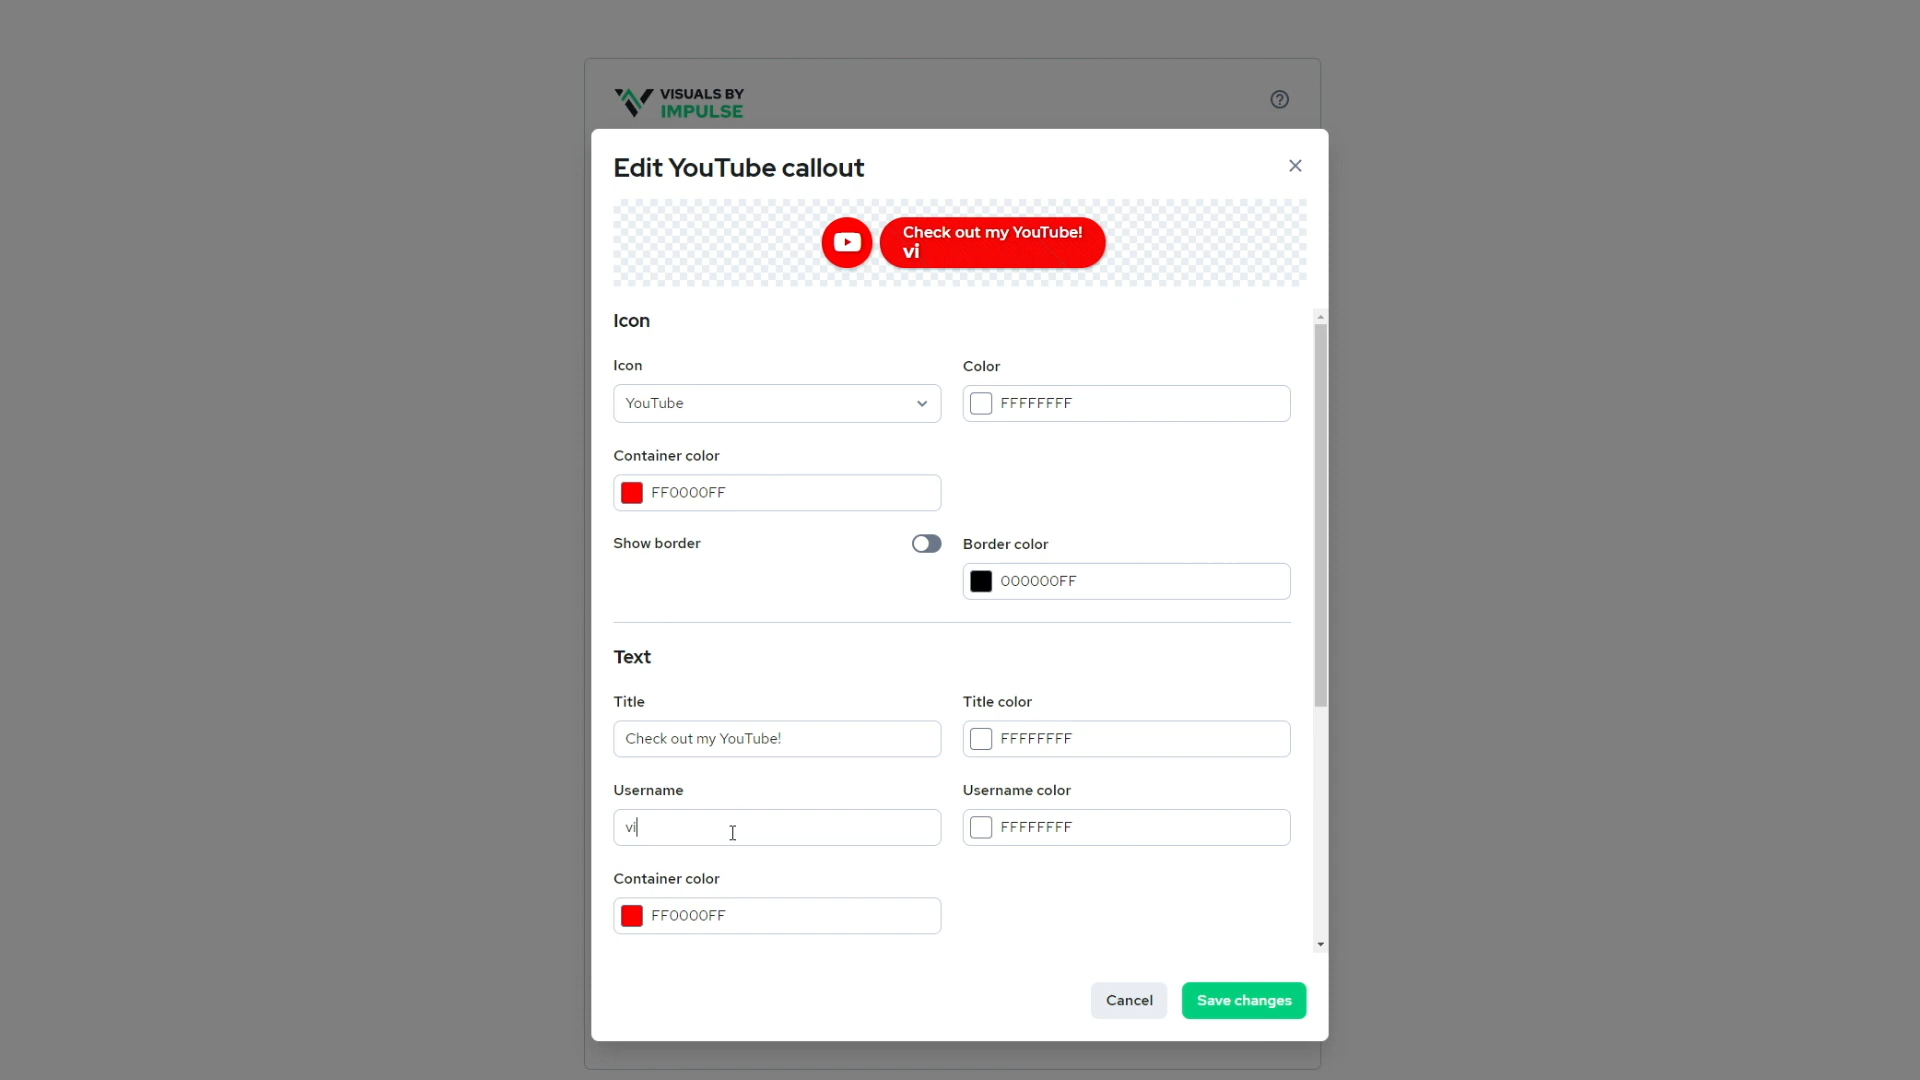 VISUALS BY
IMPULSE
Edit YouTube callout
Check out my YouTube!
vi
Icon
Icon
Color
YouTube
FFFFFFFF
Container color
FF0000FF
Show border
Border color
000000FF
Text
Title
Title color
Check out my YouTube!
FFFFFFFF
Username
Username color
vi
FFFFFFFF
Container color
FF0000FF
Cancel
Save changes